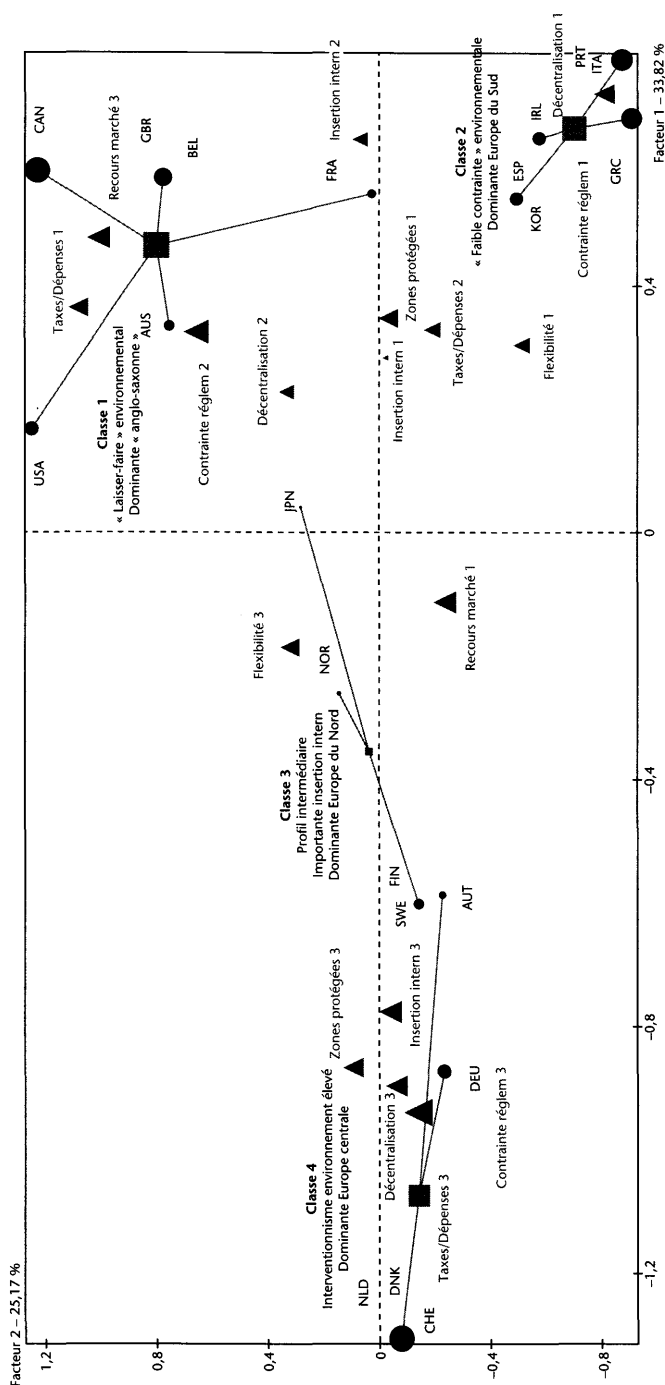 Facteur 2 – 25,17 %
1,2
0,8
0,4
0
–0,4
–0,8
–1,2
–0,8
–0,4
0
0,4
Facteur 1 – 33,82 %
USA
CAN
Taxes/Dépenses 1
Recours marché 3
GBR
BEL
Classe 1
« Laisser-faire » environnemental
Dominante « anglo-saxonne »
AUS
Contrainte réglem 2
Décentralisation 2
FRA
Insertion intern 2
JPN
Flexibilité 3
NOR
Classe 3
Profil intermédiaire
Importante insertion intern
Dominante Europe du Nord
SWE
FIN
AUT
Zones protégées 3
Insertion intern 3
Classe 4
Interventionnisme environnement élevé
Dominante Europe centrale
Décentralisation 3
NLD
DNK
CHE
Taxes/Dépenses 3
DEU
Contrainte réglem 3
Recours marché 1
Insertion intern 1
Zones protégées 1
Taxes/Dépenses 2
Flexibilité 1
Classe 2
« Faible contrainte » environnementale
Dominante Europe du Sud
ESP
KOR
IRL
Décentralisation 1
PRT
ITA
Contrainte réglem 1
GRC